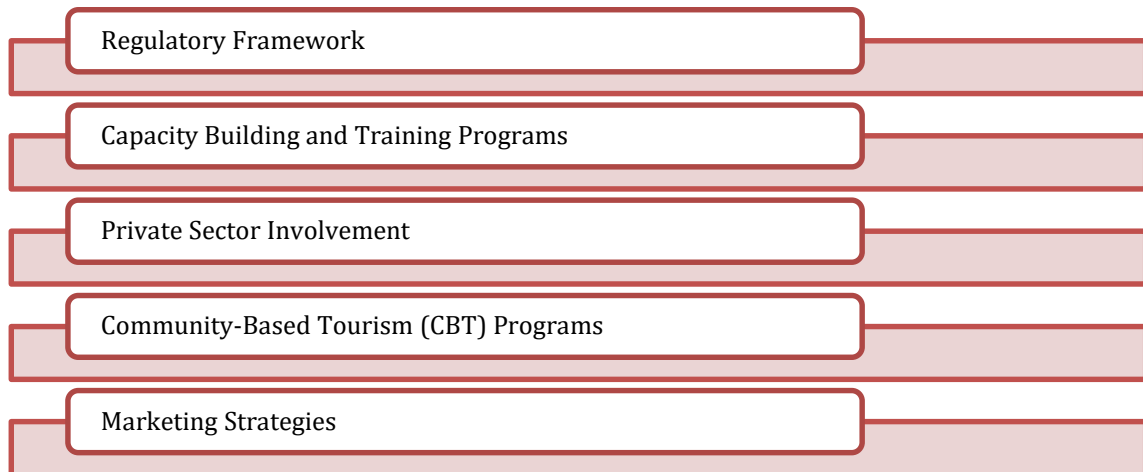 Regulatory Framework
Capacity Building and Training Programs
Private Sector Involvement
Community-Based Tourism (CBT) Programs
Marketing Strategies